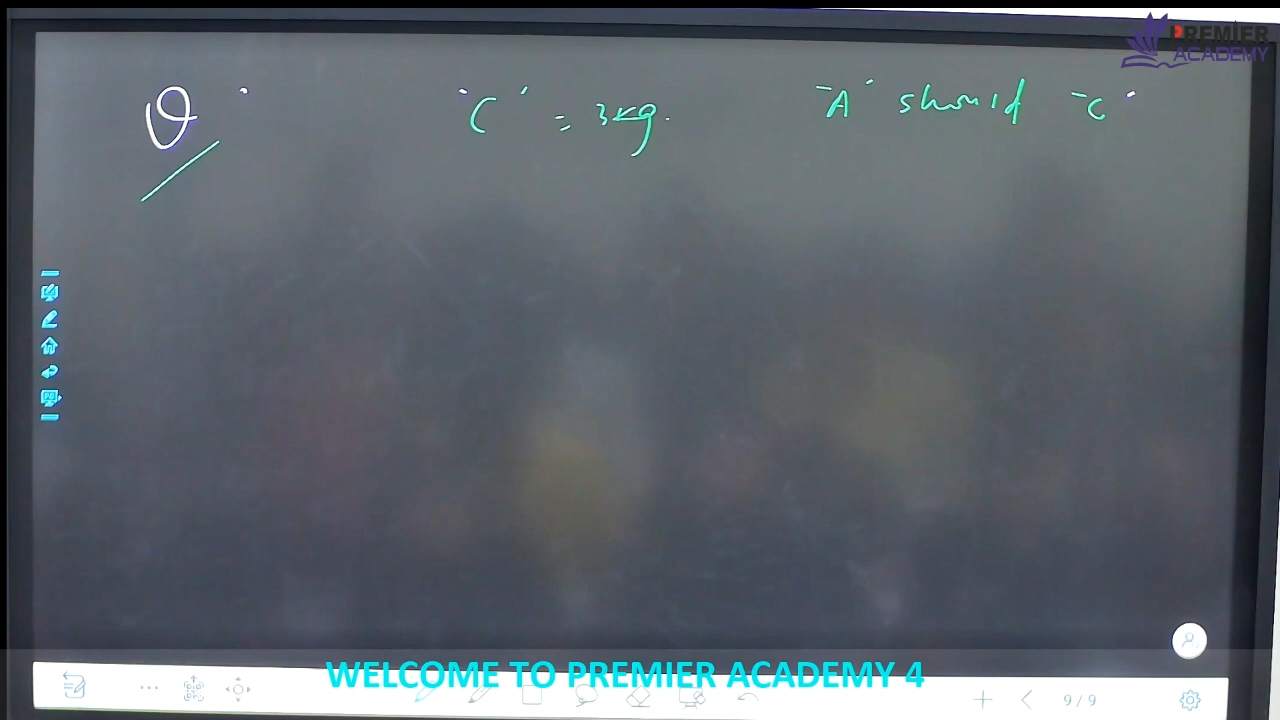 PREMIER
ACADEMY
Q "C" = 3kg. "A" should "C"
WELCOME TO PREMIER ACADEMY 4
9/9